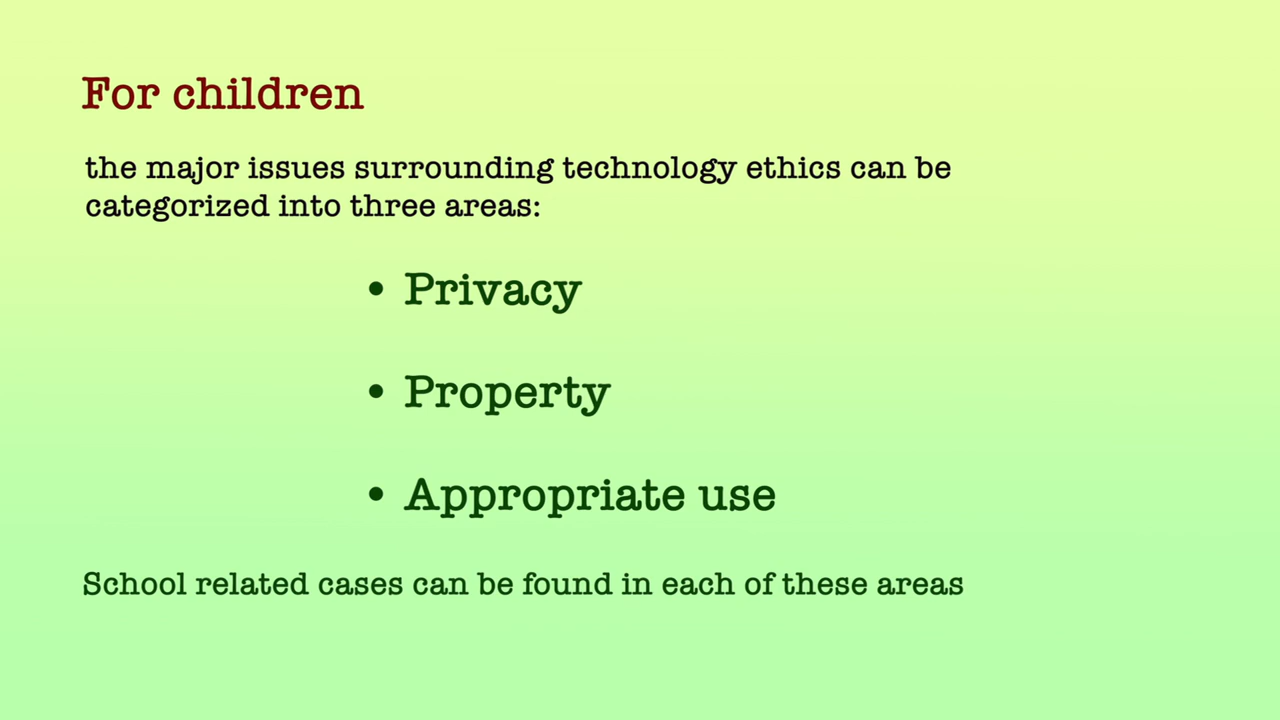 For children
the major issues surrounding technology ethics can be
categorized into three areas:
• Privacy
• Property
• Appropriate use
School related cases can be found in each of these areas